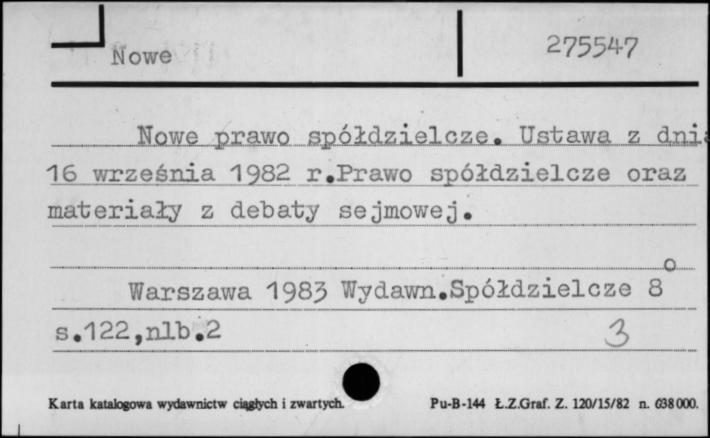 Nowe 275547
Nowe prawo spółdzielcze. Ustawa z dnia
16 września 1982 r.Prawo spółdzielcze oraz
materiały z debaty sejmowej.
Warszawa 1983 Wydawn.Spółdzielcze 8°
s.122,nlb.2 3
Karta katalogowa wydawnictw ciągłych i zwartych. Pu-B-144 Ł.Z.Graf. Z. 120/15/82 n. 638000.